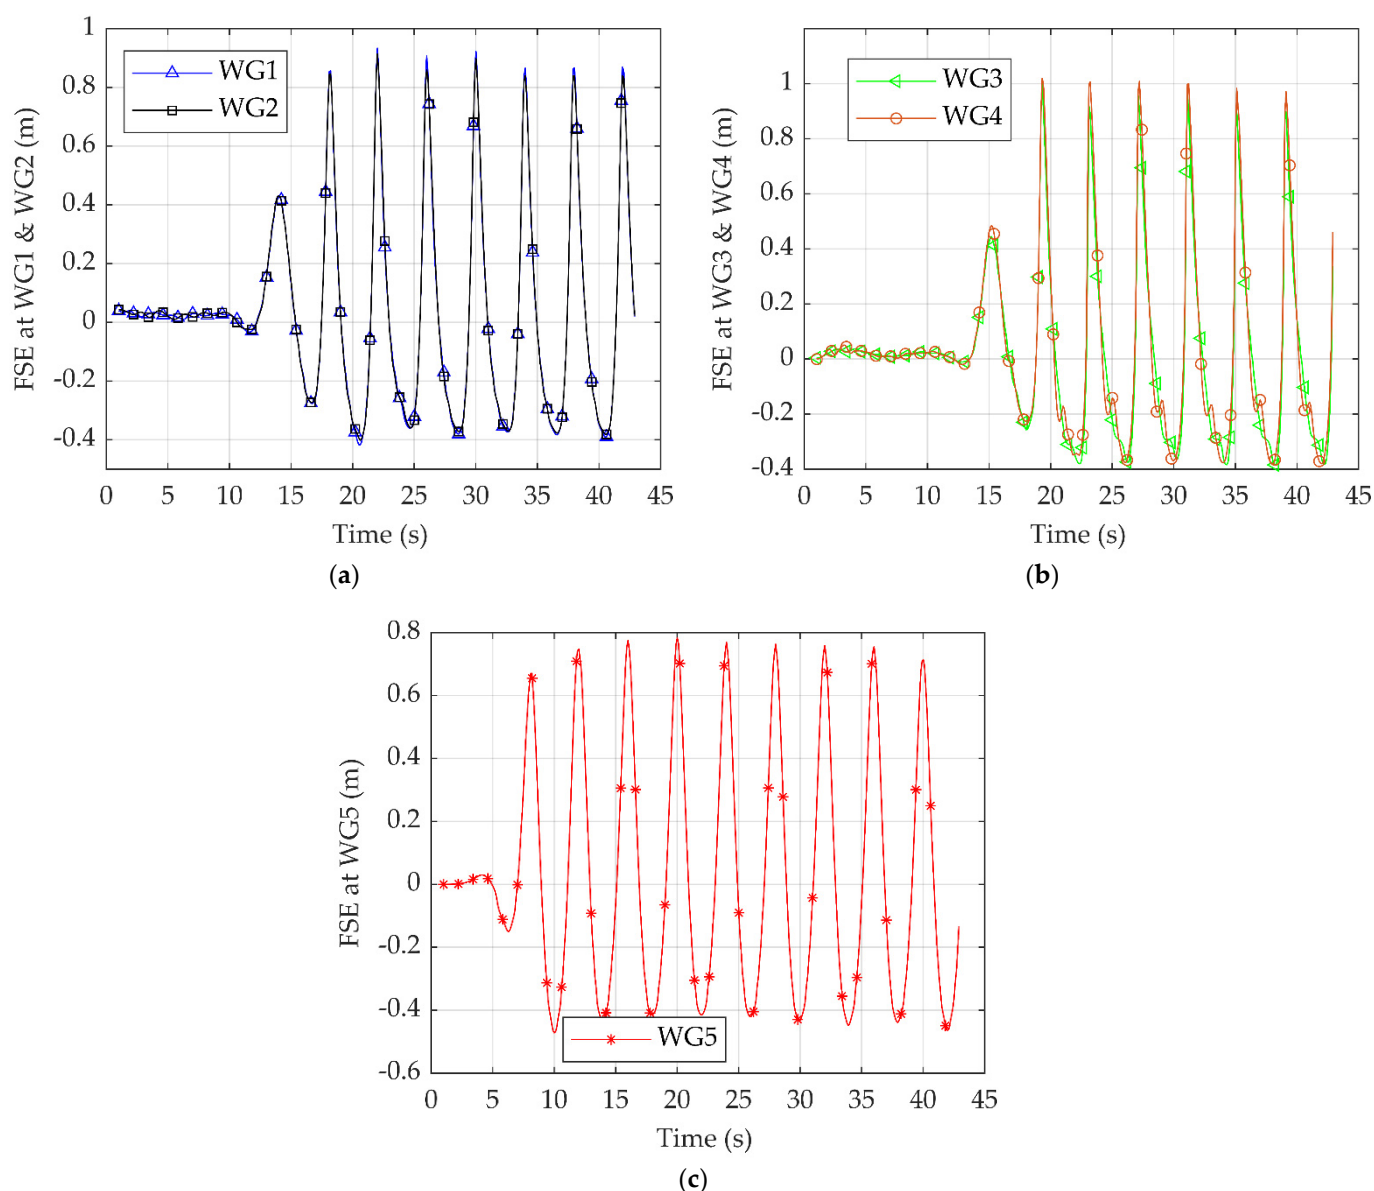 1
0.8
0.6
0.4
0.2
0
-0.2
-0.4
FSE at WG1 & WG2 (m)
WG1
WG2
0 5 10 15 20 25 30 35 40 45
Time (s)
(a)
1
0.8
0.6
0.4
0.2
0
-0.2
-0.4
FSE at WG3 & WG4 (m)
WG3
WG4
0 5 10 15 20 25 30 35 40 45
Time (s)
(b)
0.8
0.6
0.4
0.2
0
-0.2
-0.4
-0.6
FSE at WG5 (m)
WG5
0 5 10 15 20 25 30 35 40 45
Time (s)
(c)